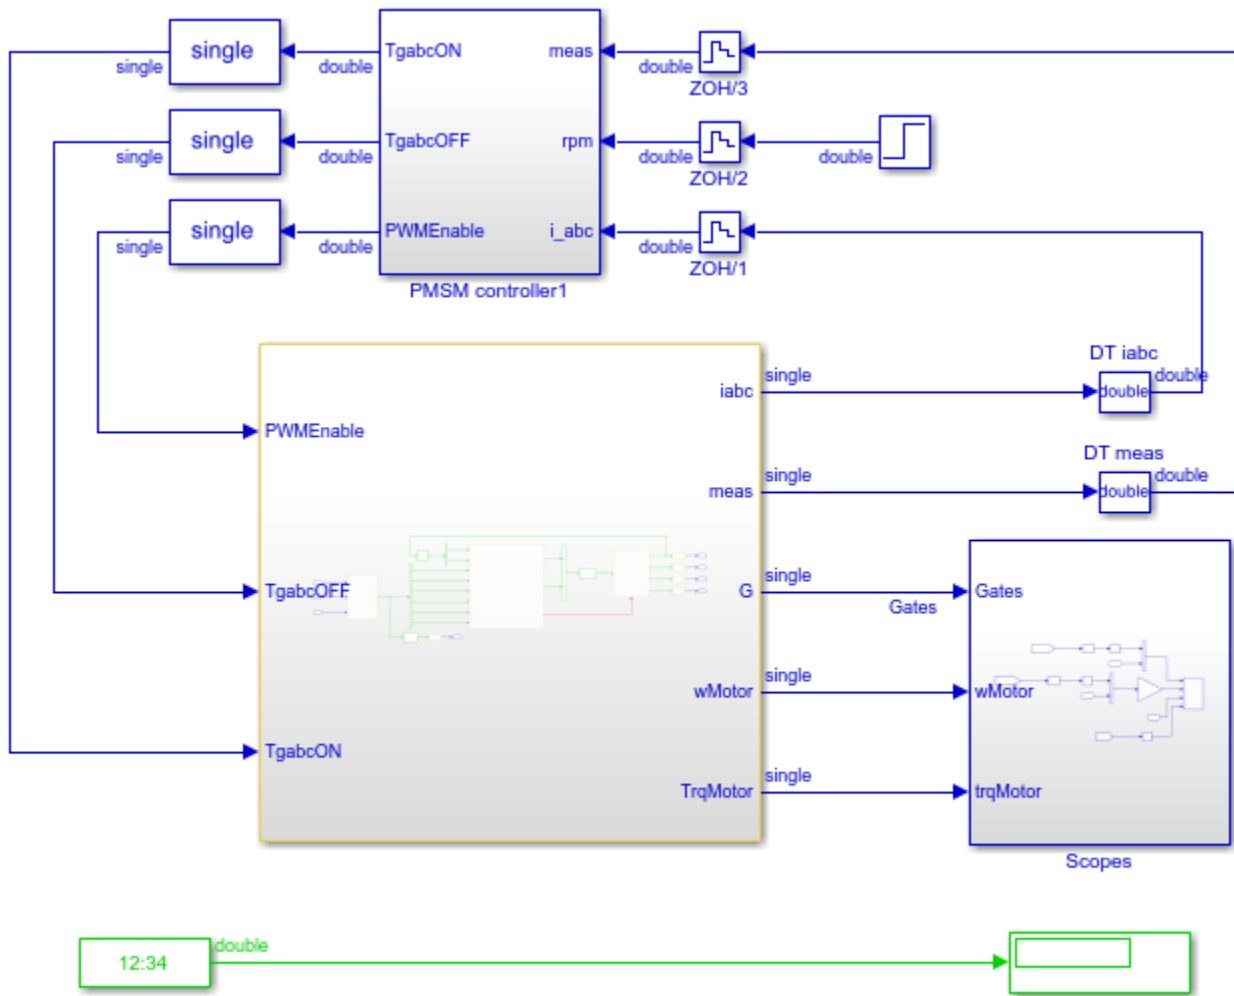 single
single
double
TgabcON
meas
double
ZOH/3
single
single
double
TgabcOFF
rpm
double
ZOH/2
double
single
single
double
PWMEnable
i_abc
double
ZOH/1
PMSM controller1
PWMEnable
TgabcOFF
TgabcON
iabc
single
meas
single
G
single
Gates
wMotor
single
TrqMotor
single
DT iabc
double
double
DT meas
double
double
Gates
wMotor
trqMotor
Scopes
12:34
double